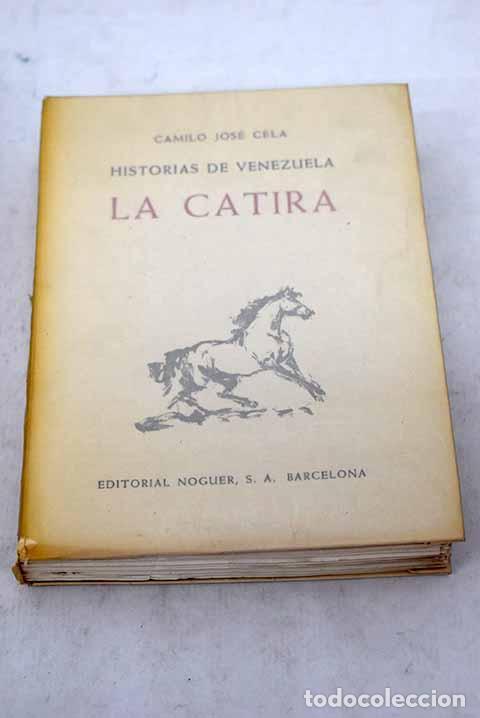 CAMILO JOSÉ CELA
HISTORIAS DE VENEZUELA
LA CATIRA
EDITORIAL NOGUER, S. A. BARCELONA
todocoleccion